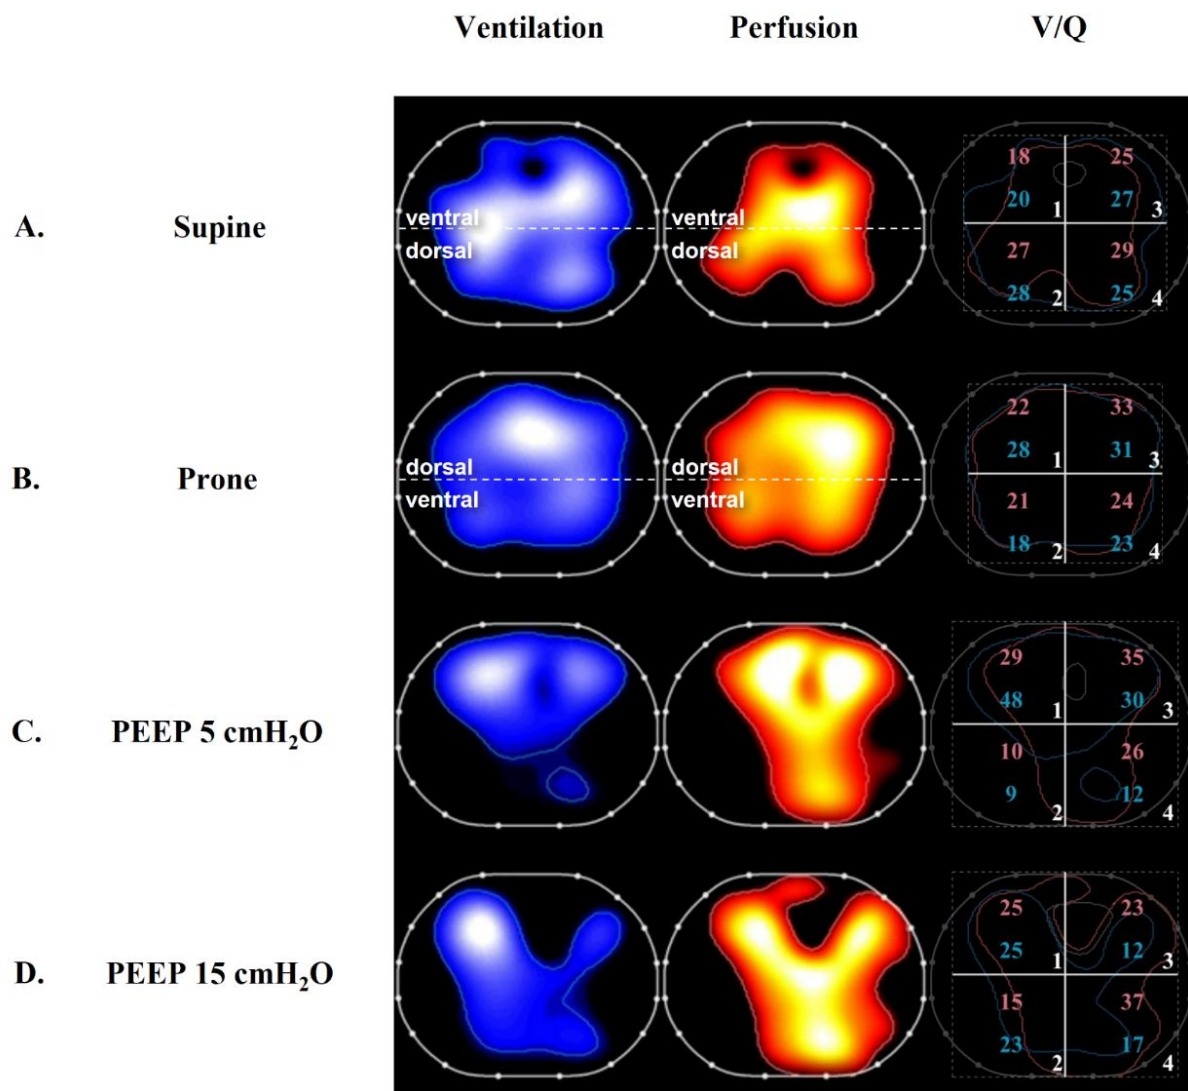 Ventilation Perfusion V/Q
A. Supine
ventral ventral
dorsal dorsal
18 25
20 27
1 3
27 29
28 25
2 4
B. Prone
dorsal dorsal
ventral ventral
22 33
28 31
1 3
21 24
18 23
2 4
C. PEEP 5 cmH₂O
29 35
48 30
1 3
10 26
9 12
2 4
D. PEEP 15 cmH₂O
25 23
25 12
1 3
15 37
23 17
2 4